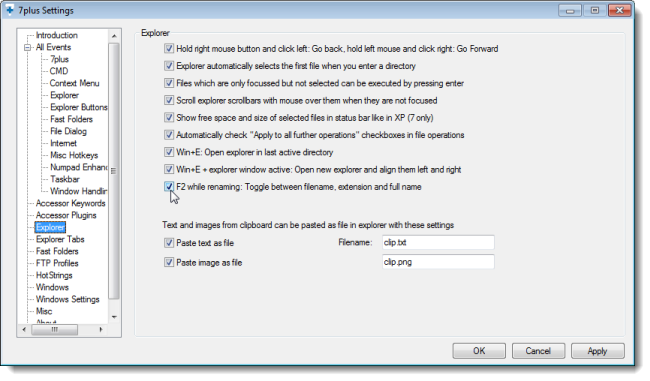 7plus Settings
Introduction
All Events
7plus
CMD
Context Menu
Explorer
Explorer Buttons
Fast Folders
File Dialog
Internet
Misc Hotkeys
Numpad Enhanc
Taskbar
Window Handlir
Accessor Keywords
Accessor Plugins
Explorer
Explorer Tabs
Fast Folders
FTP Profiles
HotStrings
Windows
Windows Settings
Misc
About
Explorer
Hold right mouse button and click left: Go back, hold left mouse and click right: Go Forward
Explorer automatically selects the first file when you enter a directory
Files which are only focussed but not selected can be executed by pressing enter
Scroll explorer scrollbars with mouse over them when they are not focused
Show free space and size of selected files in status bar like in XP (7 only)
Automatically check "Apply to all further operations" checkboxes in file operations
Win+E: Open explorer in last active directory
Win+E + explorer window active: Open new explorer and align them left and right
F2 while renaming: Toggle between filename, extension and full name
Text and images from clipboard can be pasted as file in explorer with these settings
Paste text as file Filename: clip.txt
Paste image as file clip.png
OK Cancel Apply